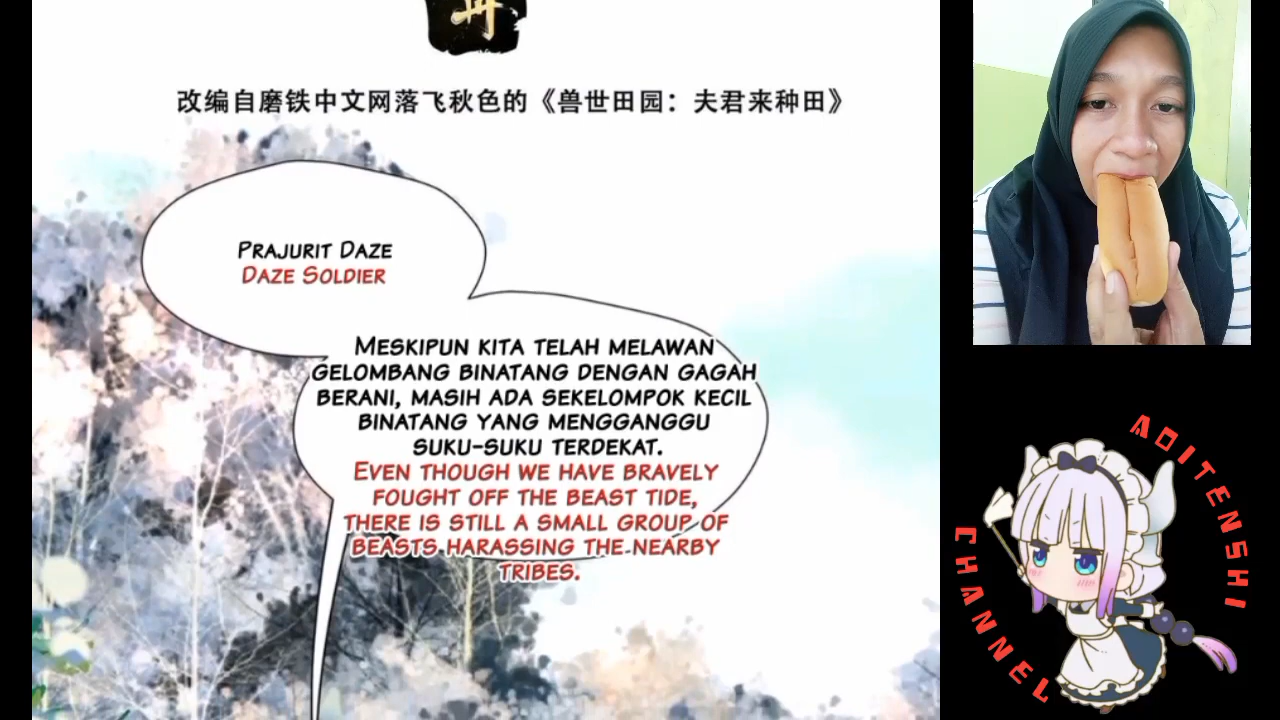 改编自磨铁中文网落飞秋色的《兽世田园：夫君来种田》
PRAJURIT DAZE
DAZE SOLDIER
MESKIPUN KITA TELAH MELAWAN
GELOMBANG BINATANG DENGAN GAGAH
BERANI, MASIH ADA SEKELOMPOK KECIL
BINATANG YANG MENGGANGGU
SUKU-SUKU TERDEKAT.
EVEN THOUGH WE HAVE BRAVELY
FOUGHT OFF THE BEAST TIDE,
THERE IS STILL A SMALL GROUP OF
BEASTS HARASSING THE NEARBY
TRIBES.
AOITENSHI
CHANNEL